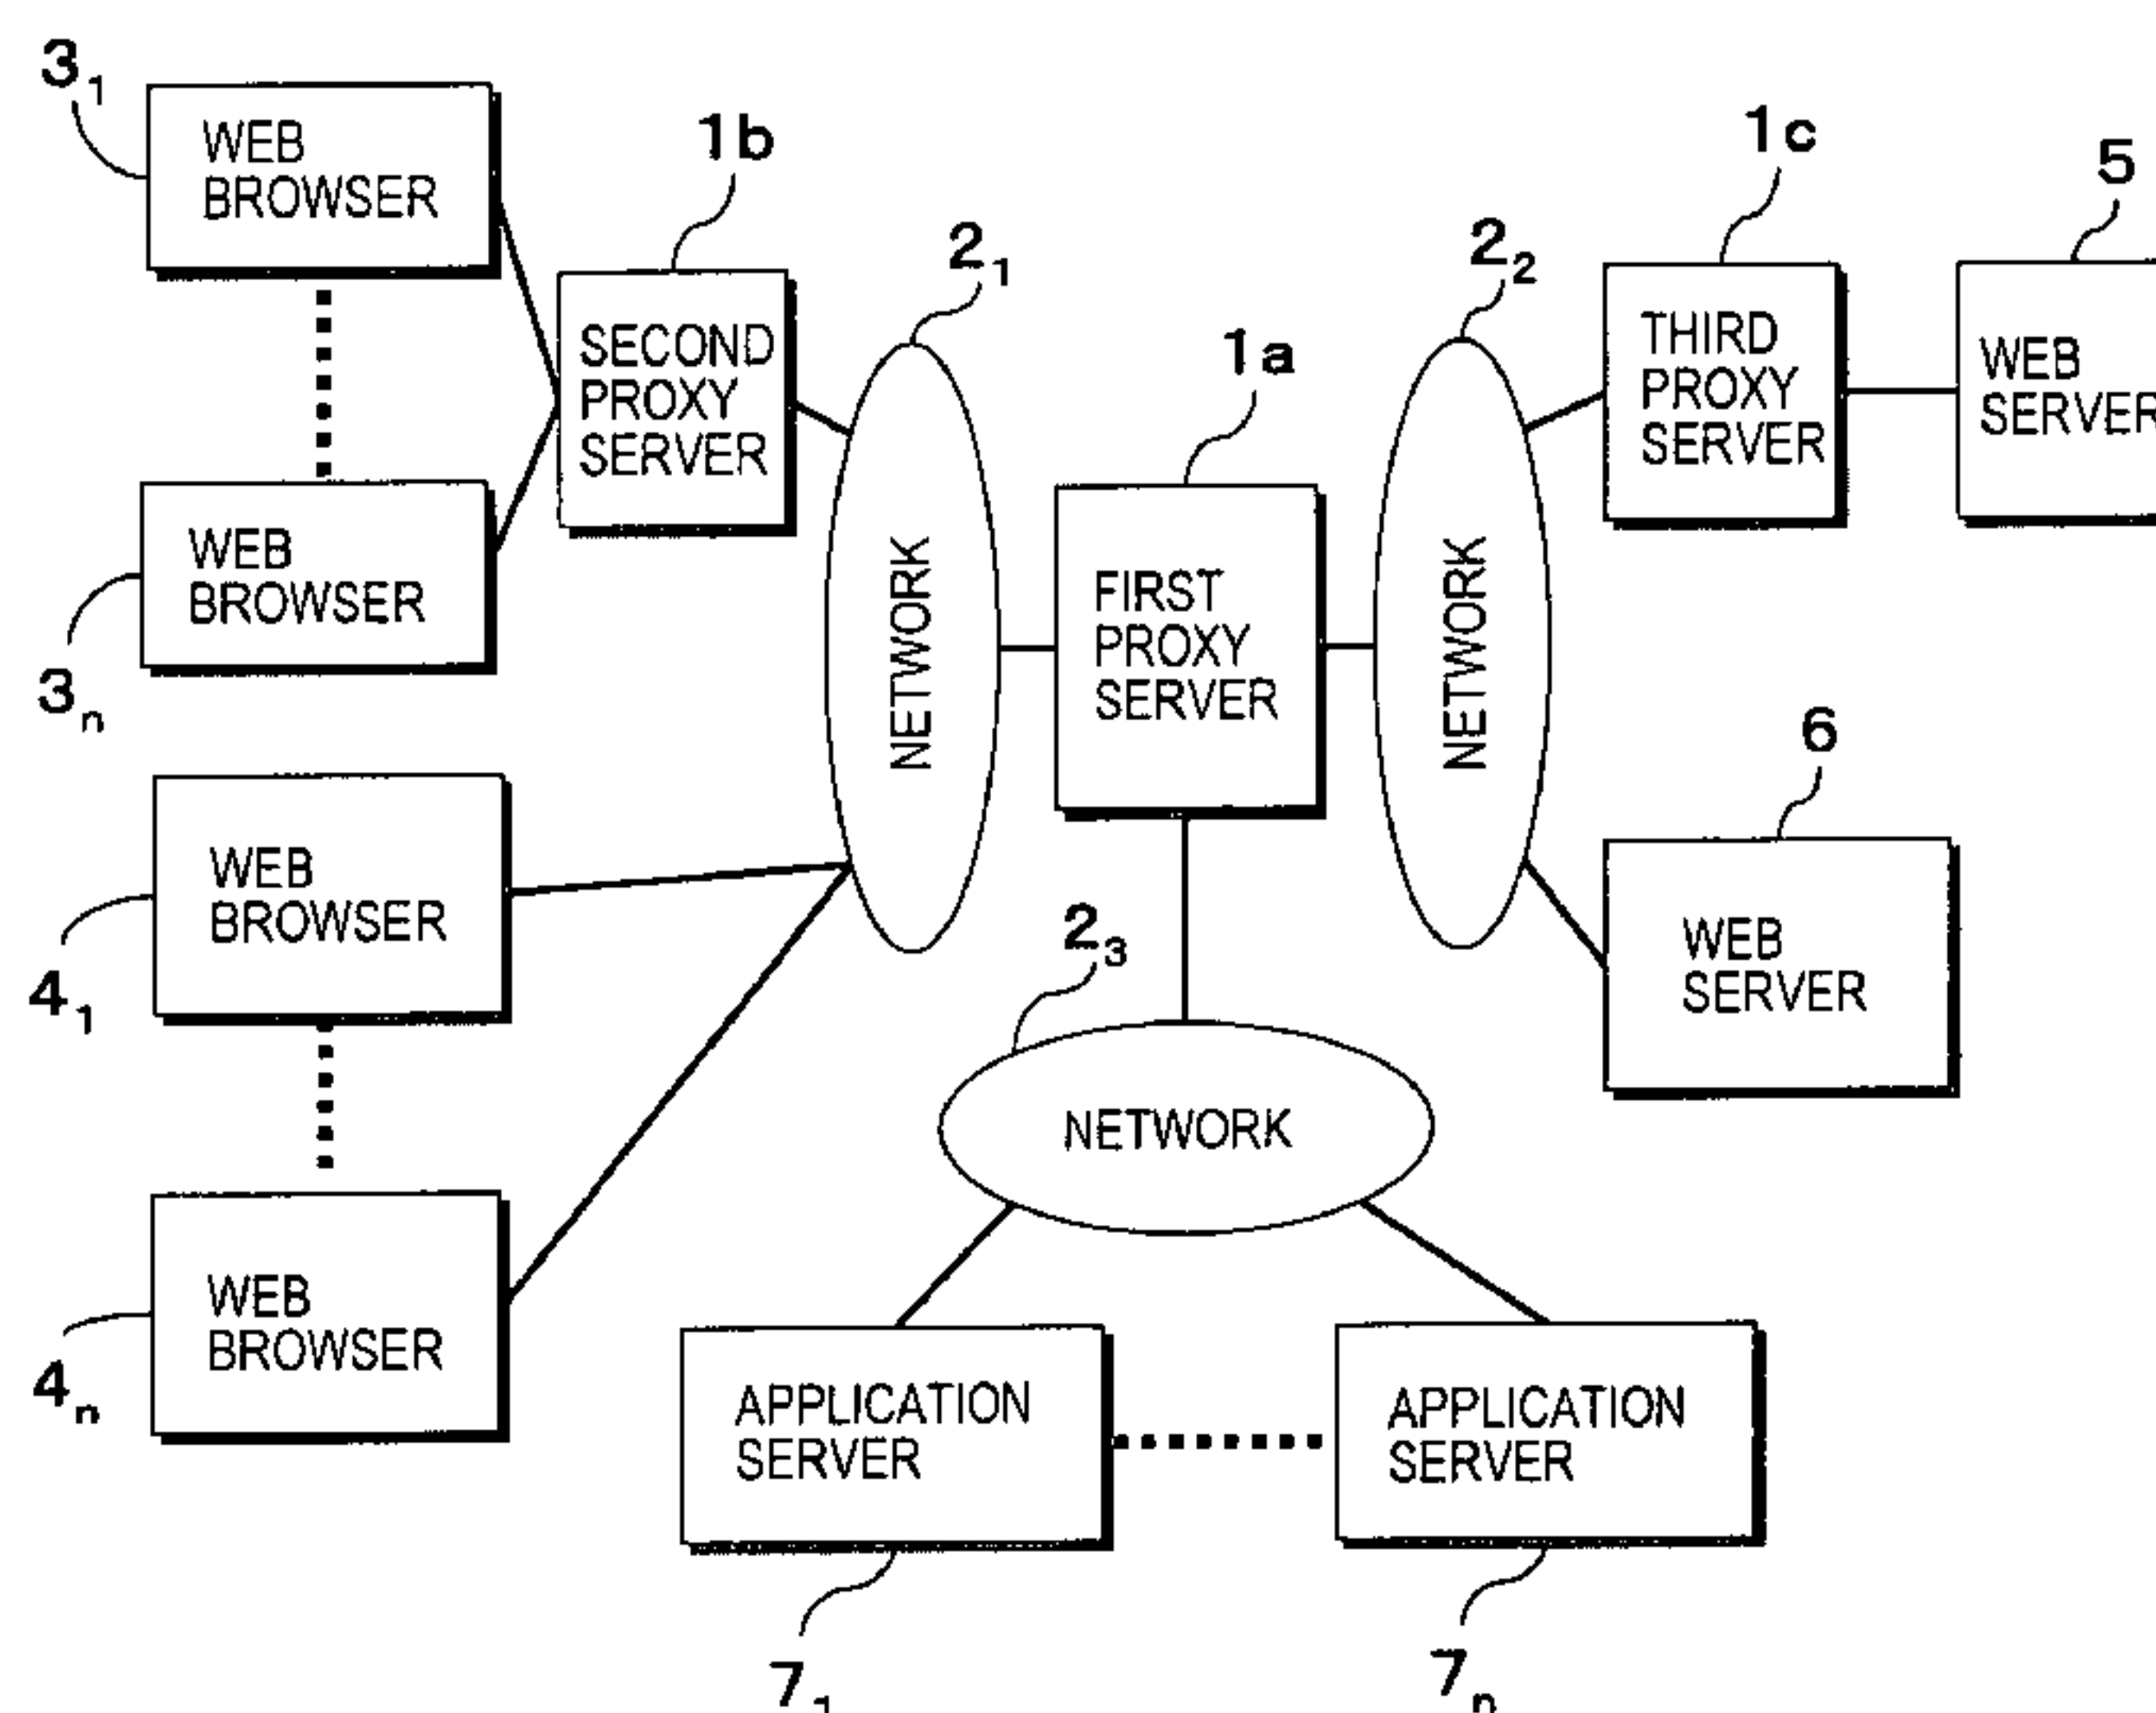 3₁
WEB
BROWSER
1b
1c
5
2₁
2₂
SECOND
PROXY
SERVER
1a
THIRD
PROXY
SERVER
WEB
SERVER
WEB
BROWSER
3ₙ
NETWORK
FIRST
PROXY
SERVER
NETWORK
6
WEB
BROWSER
4₁
2₃
WEB
SERVER
NETWORK
WEB
BROWSER
4ₙ
APPLICATION
SERVER
APPLICATION
SERVER
7₁
7ₙ